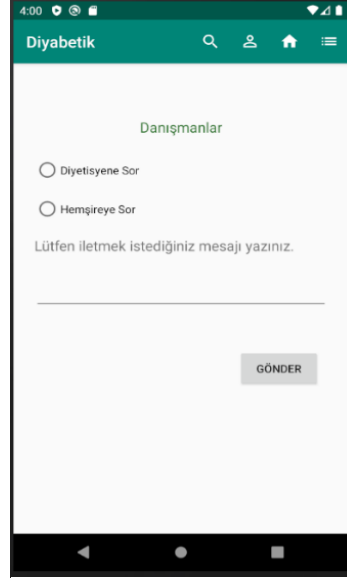 4:00
Diyabetik
Danışmanlar
Diyetisyene Sor
Hemşireye Sor
Lütfen iletmek istediğiniz mesajı yazınız.
GÖNDER